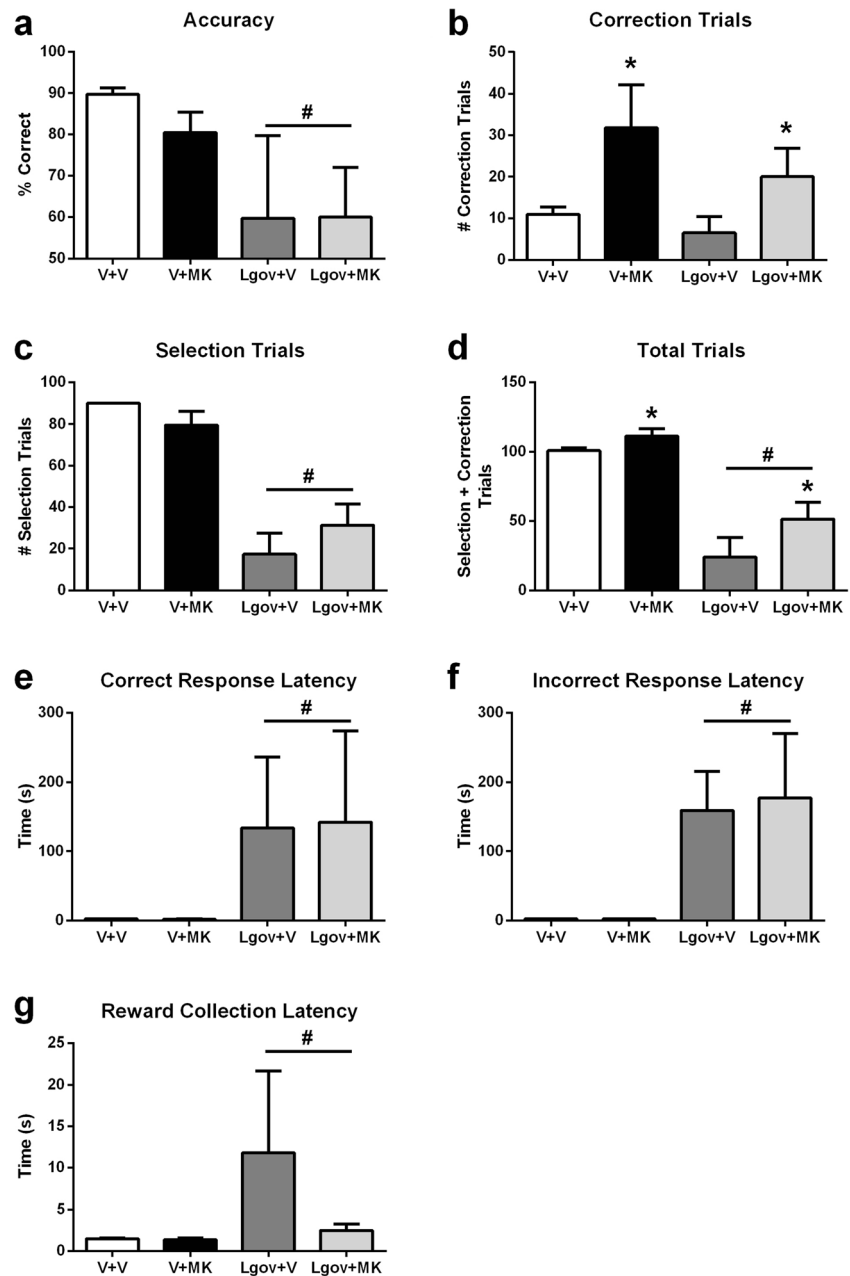 a
Accuracy
100
90
80
70
60
50
% Correct
#
V+V V+MK Lgov+V Lgov+MK
b
Correction Trials
50
40
30
20
10
0
# Correction Trials
*
*
V+V V+MK Lgov+V Lgov+MK
c
Selection Trials
100
80
60
40
20
0
# Selection Trials
#
V+V V+MK Lgov+V Lgov+MK
d
Total Trials
150
100
50
0
Selection + Correction
Trials
*
#
*
V+V V+MK Lgov+V Lgov+MK
e
Correct Response Latency
300
200
100
0
Time (s)
#
V+V V+MK Lgov+V Lgov+MK
f
Incorrect Response Latency
300
200
100
0
Time (s)
#
V+V V+MK Lgov+V Lgov+MK
g
Reward Collection Latency
25
20
15
10
5
0
Time (s)
#
V+V V+MK Lgov+V Lgov+MK